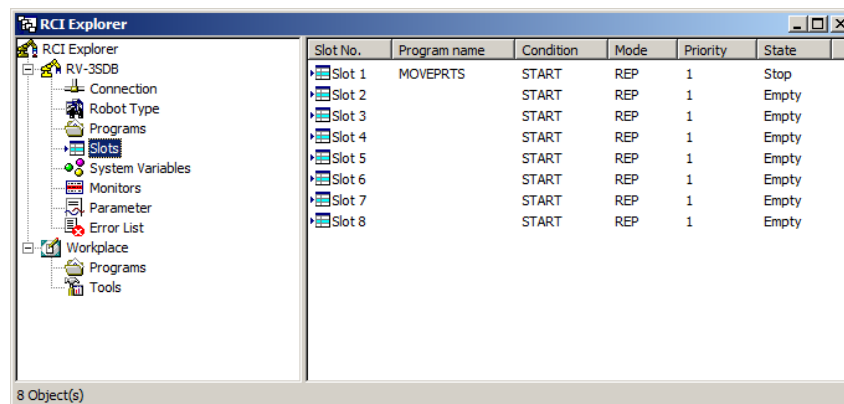 RCI Explorer
RCI Explorer
RV-3SDB
Connection
Robot Type
Programs
Slots
System Variables
Monitors
Parameter
Error List
Workplace
Programs
Tools
Slot No. Program name Condition Mode Priority State
Slot 1 MOVEPRTS START REP 1 Stop
Slot 2 START REP 1 Empty
Slot 3 START REP 1 Empty
Slot 4 START REP 1 Empty
Slot 5 START REP 1 Empty
Slot 6 START REP 1 Empty
Slot 7 START REP 1 Empty
Slot 8 START REP 1 Empty
8 Object(s)